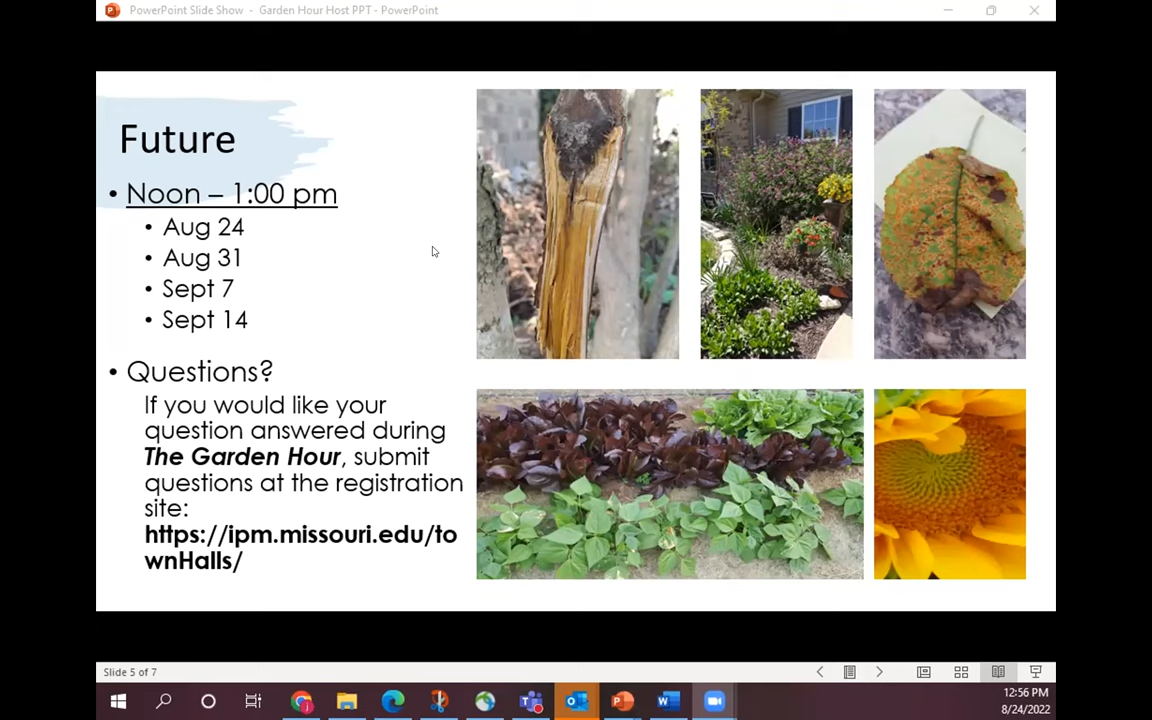 PowerPoint Slide Show - Garden Hour Host PPT - PowerPoint
Future
• Noon – 1:00 pm
• Aug 24
• Aug 31
• Sept 7
• Sept 14
• Questions?
If you would like your
question answered during
The Garden Hour, submit
questions at the registration
site:
https://ipm.missouri.edu/to
wnHalls/
Slide 5 of 7
12:56 PM
8/24/2022